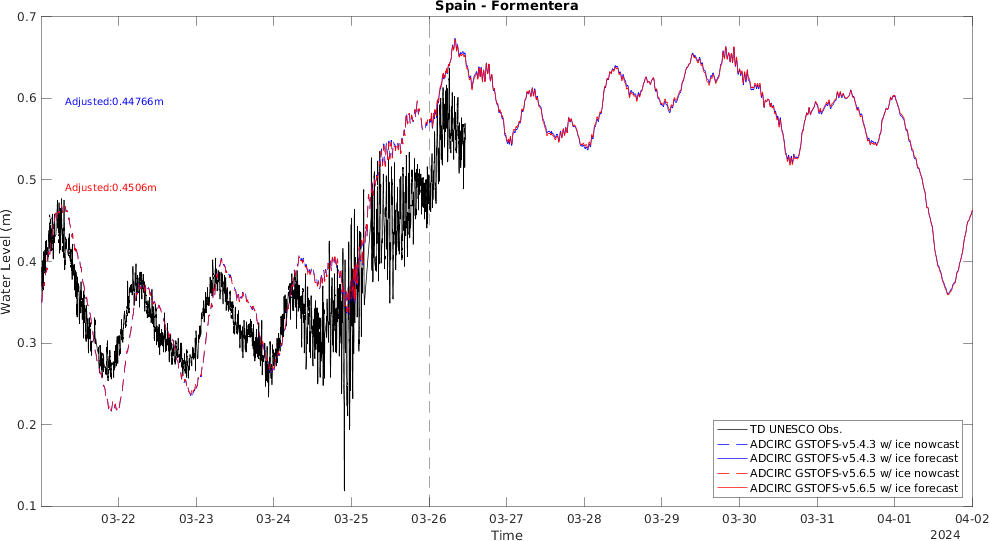 Spain - Formentera
0.7
0.6
0.5
0.4
0.3
0.2
0.1
Water Level (m)
Adjusted:0.44766m
Adjusted:0.4506m
TD UNESCO Obs.
ADCIRC GSTOFS-v5.4.3 w/ ice nowcast
ADCIRC GSTOFS-v5.4.3 w/ ice forecast
ADCIRC GSTOFS-v5.6.5 w/ ice nowcast
ADCIRC GSTOFS-v5.6.5 w/ ice forecast
03-22 03-23 03-24 03-25 03-26 03-27 03-28 03-29 03-30 03-31 04-01 04-02
Time
2024